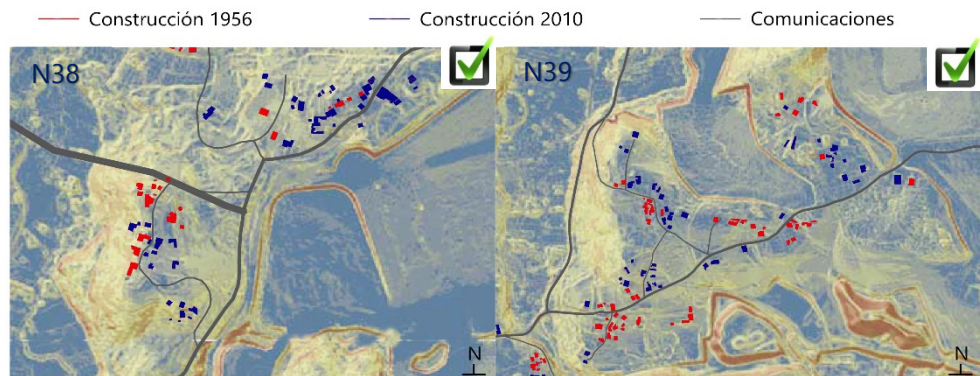 Construcción 1956
Construcción 2010
Comunicaciones
N38
N39
N
N